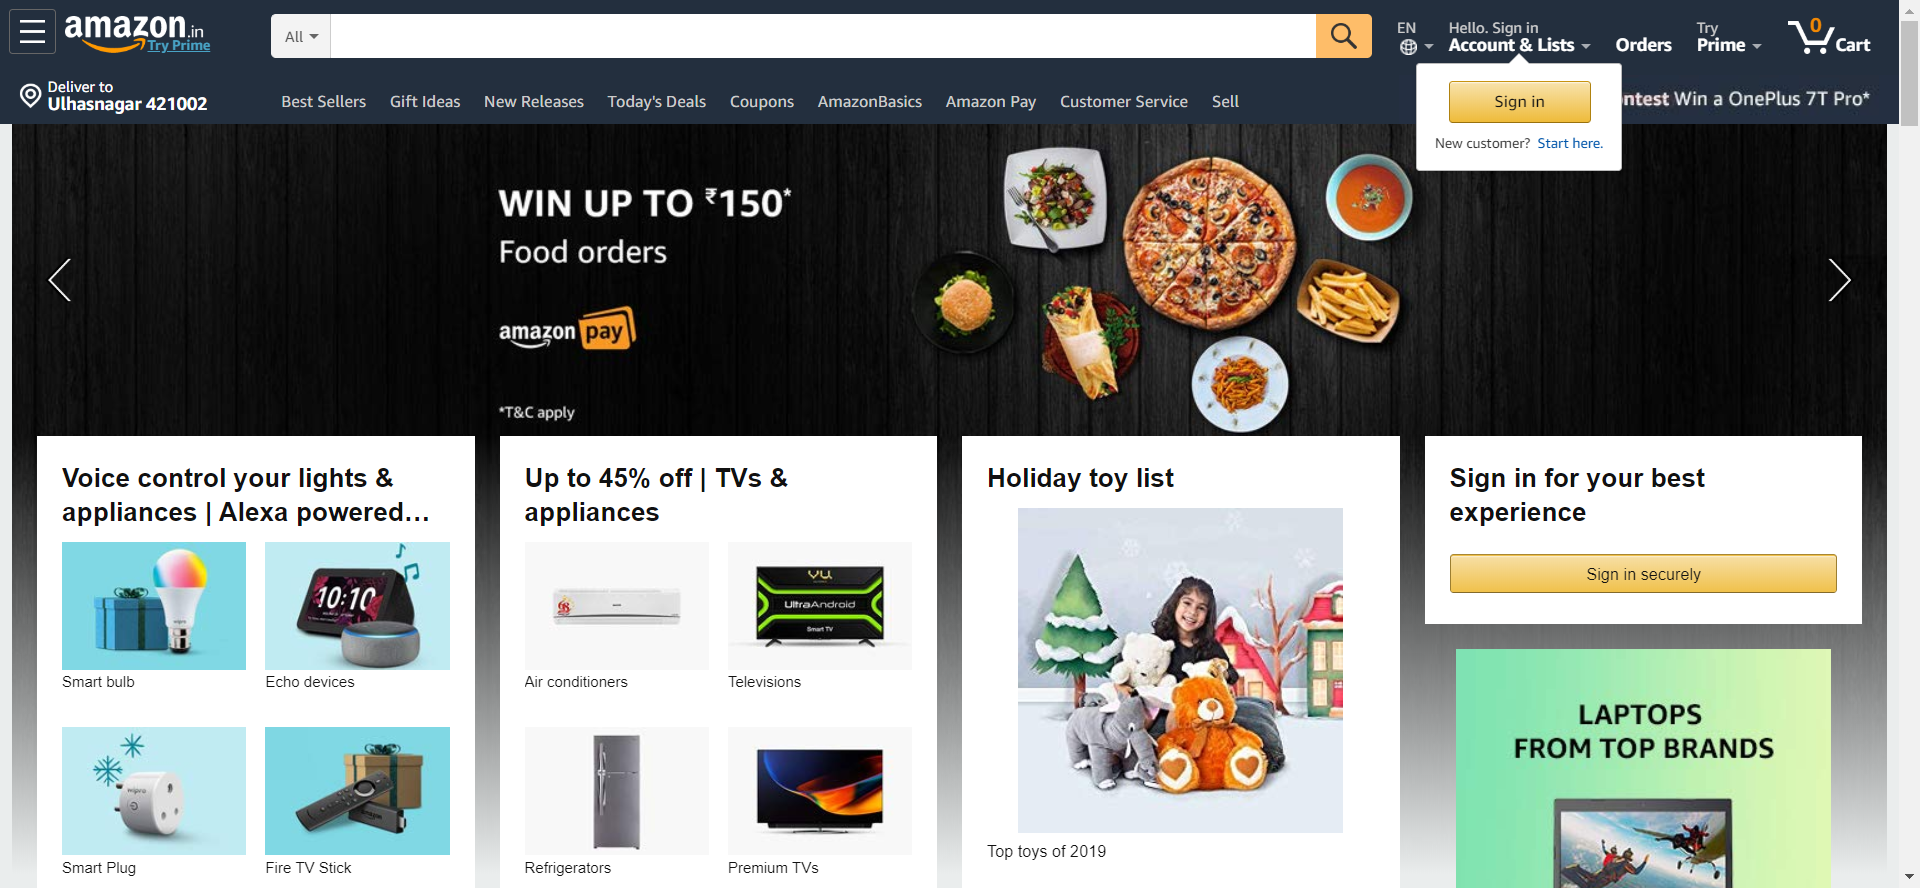 amazon.in
Try Prime
All
EN
Hello. Sign in
Account & Lists
Orders
Try
Prime
0
Cart
Deliver to
Ulhasnagar 421002
Best Sellers
Gift Ideas
New Releases
Today's Deals
Coupons
AmazonBasics
Amazon Pay
Customer Service
Sell
ntest Win a OnePlus 7T Pro*
Sign in
New customer? Start here.
WIN UP TO ₹150*
Food orders
amazon pay
*T&C apply
Voice control your lights &
appliances | Alexa powered…
10:10
wipro
Smart bulb
Echo devices
wipro
amazon
Smart Plug
Fire TV Stick
Up to 45% off | TVs &
appliances
VU
UltraAndroid
Smart TV
Air conditioners
Televisions
Refrigerators
Premium TVs
Holiday toy list
Top toys of 2019
Sign in for your best
experience
Sign in securely
LAPTOPS
FROM TOP BRANDS